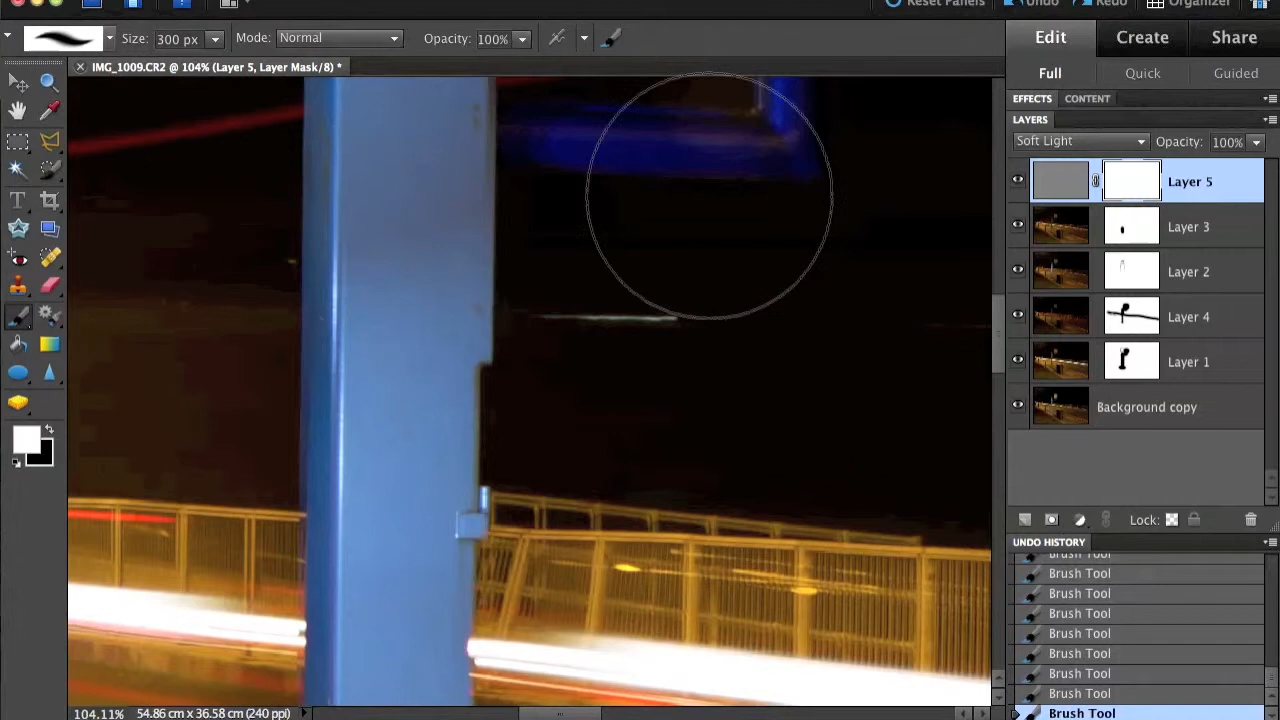 Reset Panels Undo Redo Organizer
Size: 300 px Mode: Normal Opacity: 100%
Edit Create Share
IMG_1009.CR2 @ 104% (Layer 5, Layer Mask/8) *
Full Quick Guided
EFFECTS CONTENT
LAYERS
Soft Light Opacity: 100%
Layer 5
Layer 3
Layer 2
Layer 4
Layer 1
Background copy
T
Lock:
UNDO HISTORY
Brush Tool
Brush Tool
Brush Tool
Brush Tool
Brush Tool
Brush Tool
Brush Tool
Brush Tool
Brush Tool
104.11% 54.86 cm x 36.58 cm (240 ppi)